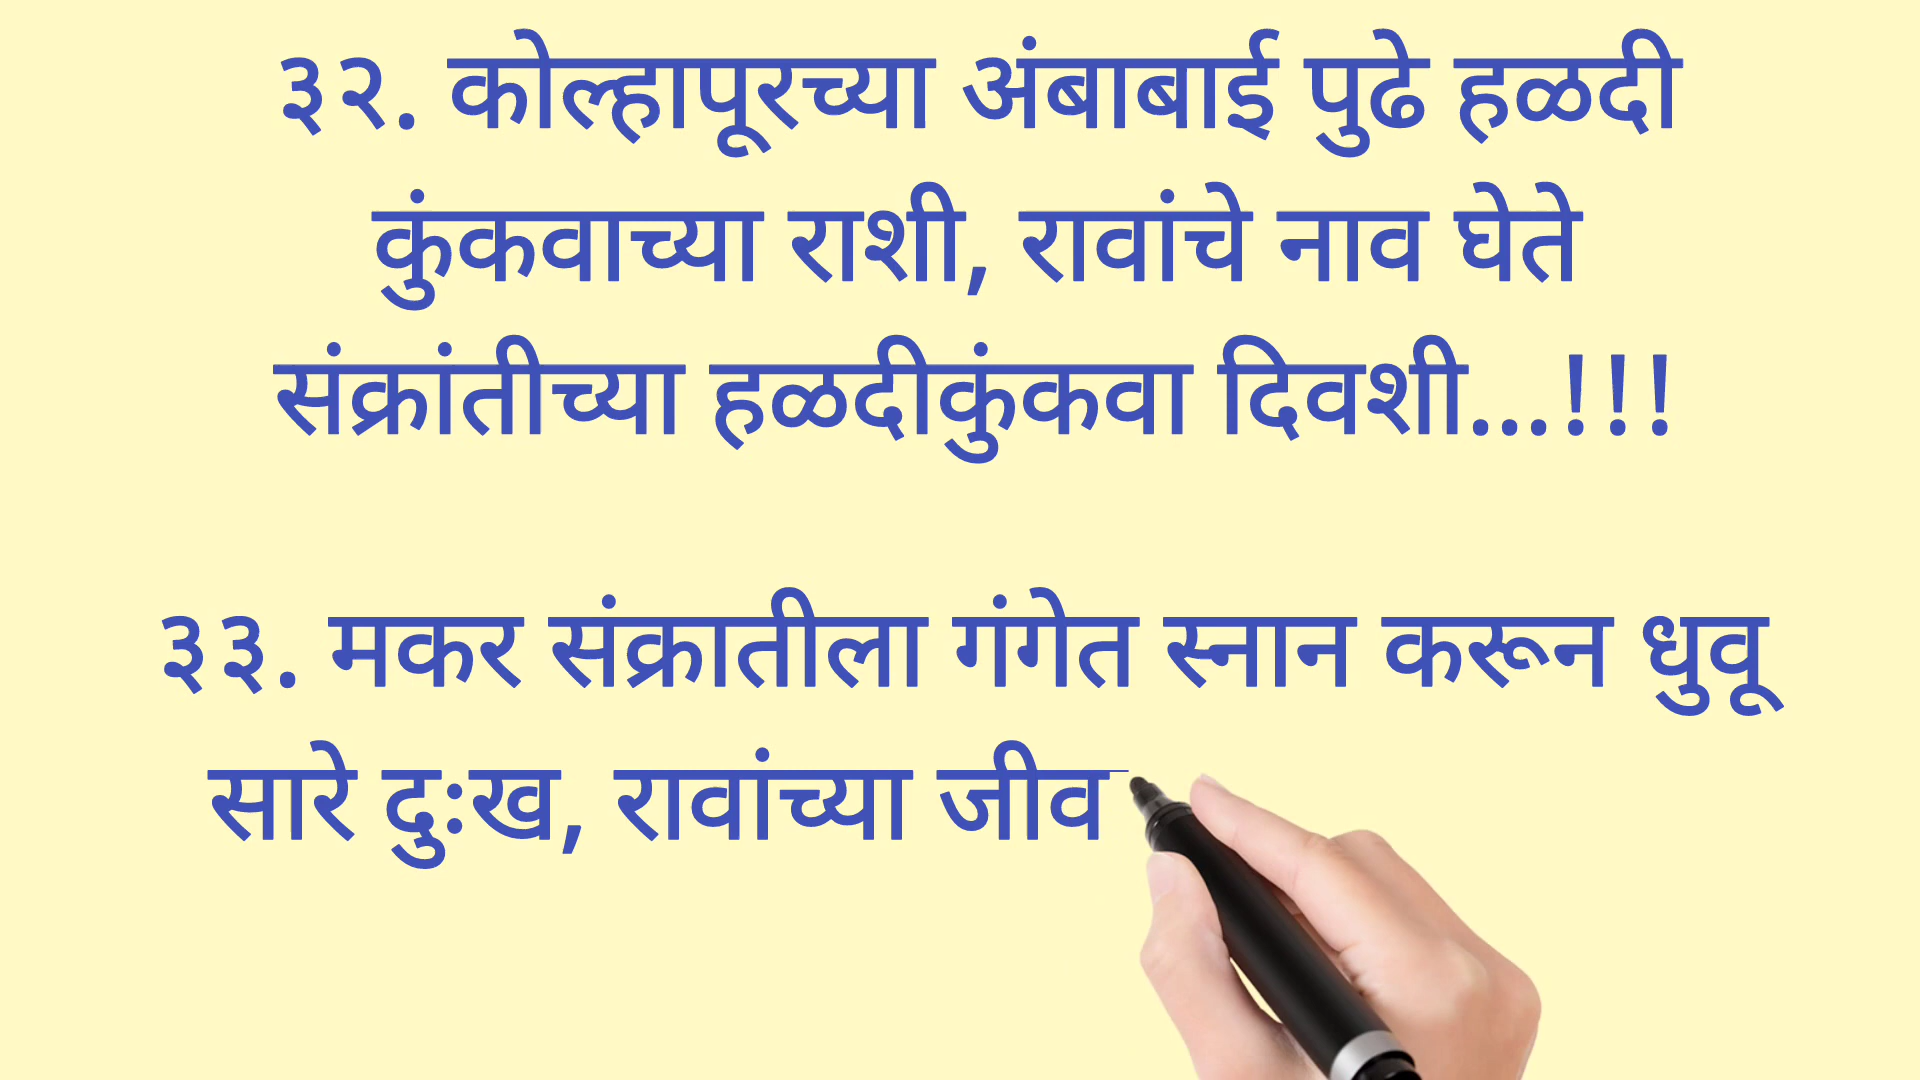 ३२. कोल्हापूरच्या अंबाबाई पुढे हळदी
कुंकवाच्या राशी, रावांचे नाव घेते
संक्रांतीच्या हळदीकुंकवा दिवशी...!!!
३३. मकर संक्रातीला गंगेत स्नान करून धुवू
सारे दुःख, रावांच्या जीव